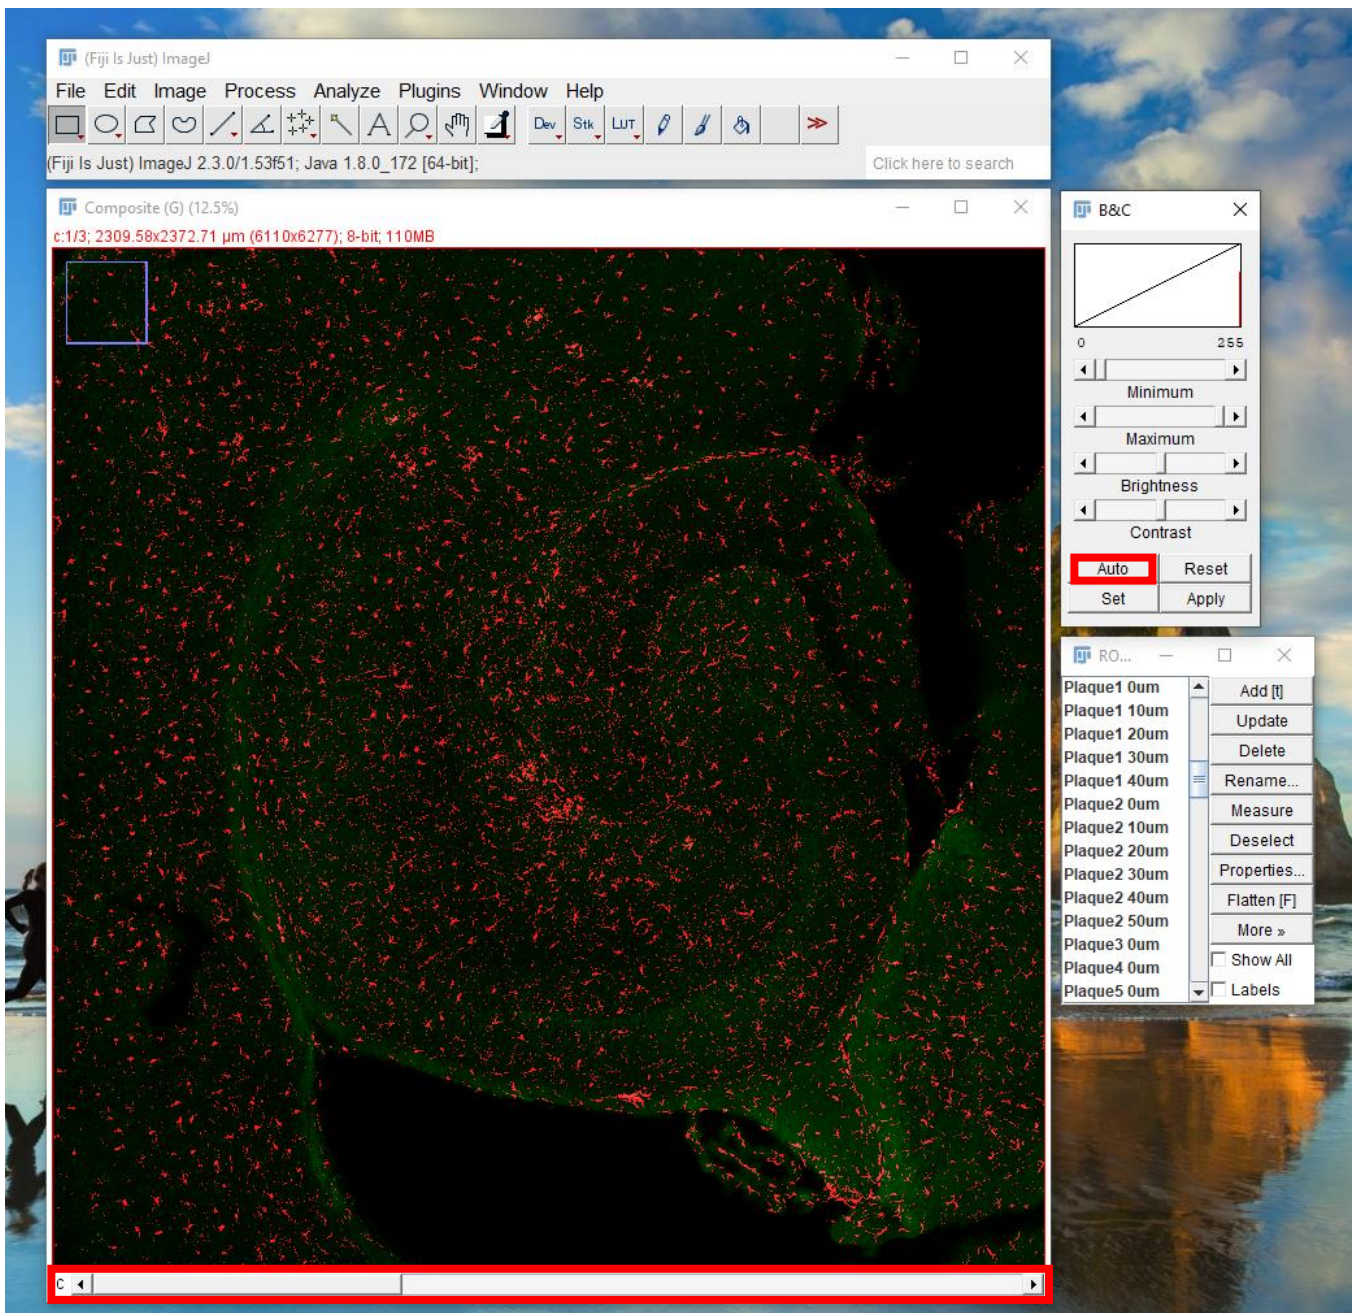 (Fiji Is Just) ImageJ
File Edit Image Process Analyze Plugins Window Help
A Dev Stk LUT
(Fiji Is Just) ImageJ 2.3.0/1.53f51; Java 1.8.0_172 [64-bit];
Click here to search
Composite (G) (12.5%)
c:1/3; 2309.58x2372.71 µm (6110x6277); 8-bit; 110MB
C
B&C
0 255
Minimum
Maximum
Brightness
Contrast
Auto Reset
Set Apply
RO...
Plaque1 0um
Plaque1 10um
Plaque1 20um
Plaque1 30um
Plaque1 40um
Plaque2 0um
Plaque2 10um
Plaque2 20um
Plaque2 30um
Plaque2 40um
Plaque2 50um
Plaque3 0um
Plaque4 0um
Plaque5 0um
Add [t]
Update
Delete
Rename...
Measure
Deselect
Properties...
Flatten [F]
More »
Show All
Labels